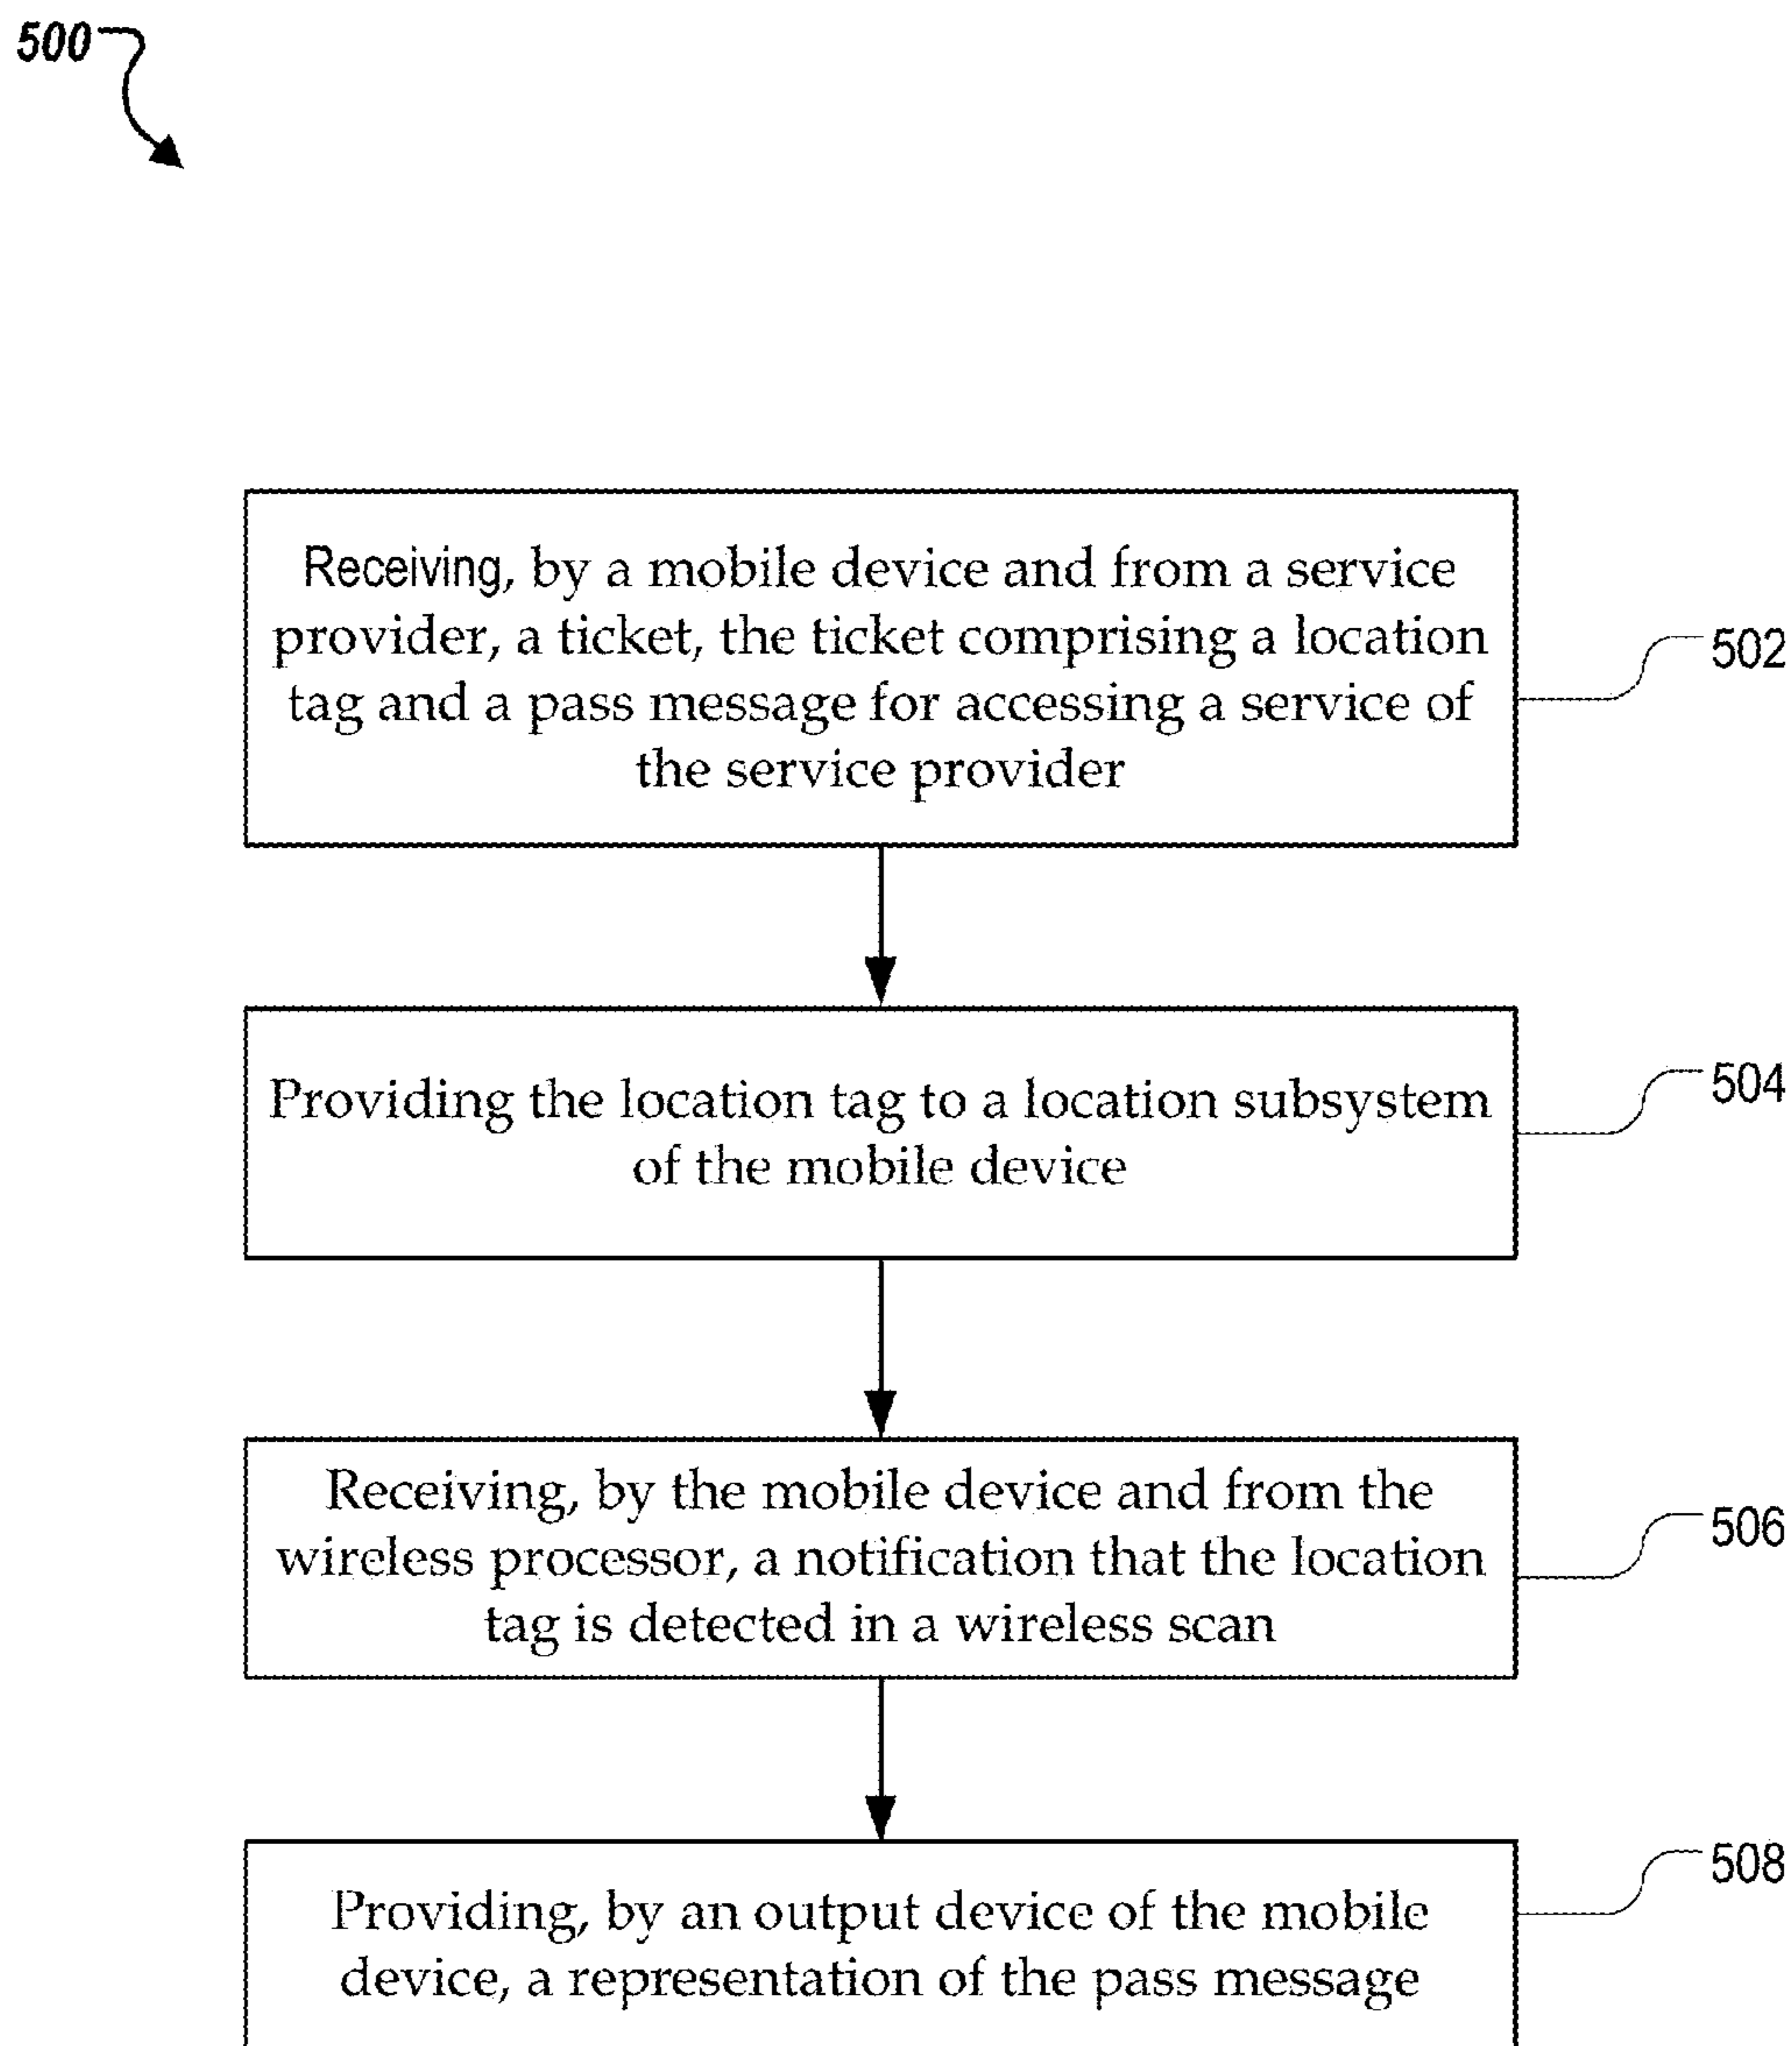 500
Receiving, by a mobile device and from a service
provider, a ticket, the ticket comprising a location
tag and a pass message for accessing a service of
the service provider
502
Providing the location tag to a location subsystem
of the mobile device
504
Receiving, by the mobile device and from the
wireless processor, a notification that the location
tag is detected in a wireless scan
506
Providing, by an output device of the mobile
device, a representation of the pass message
508